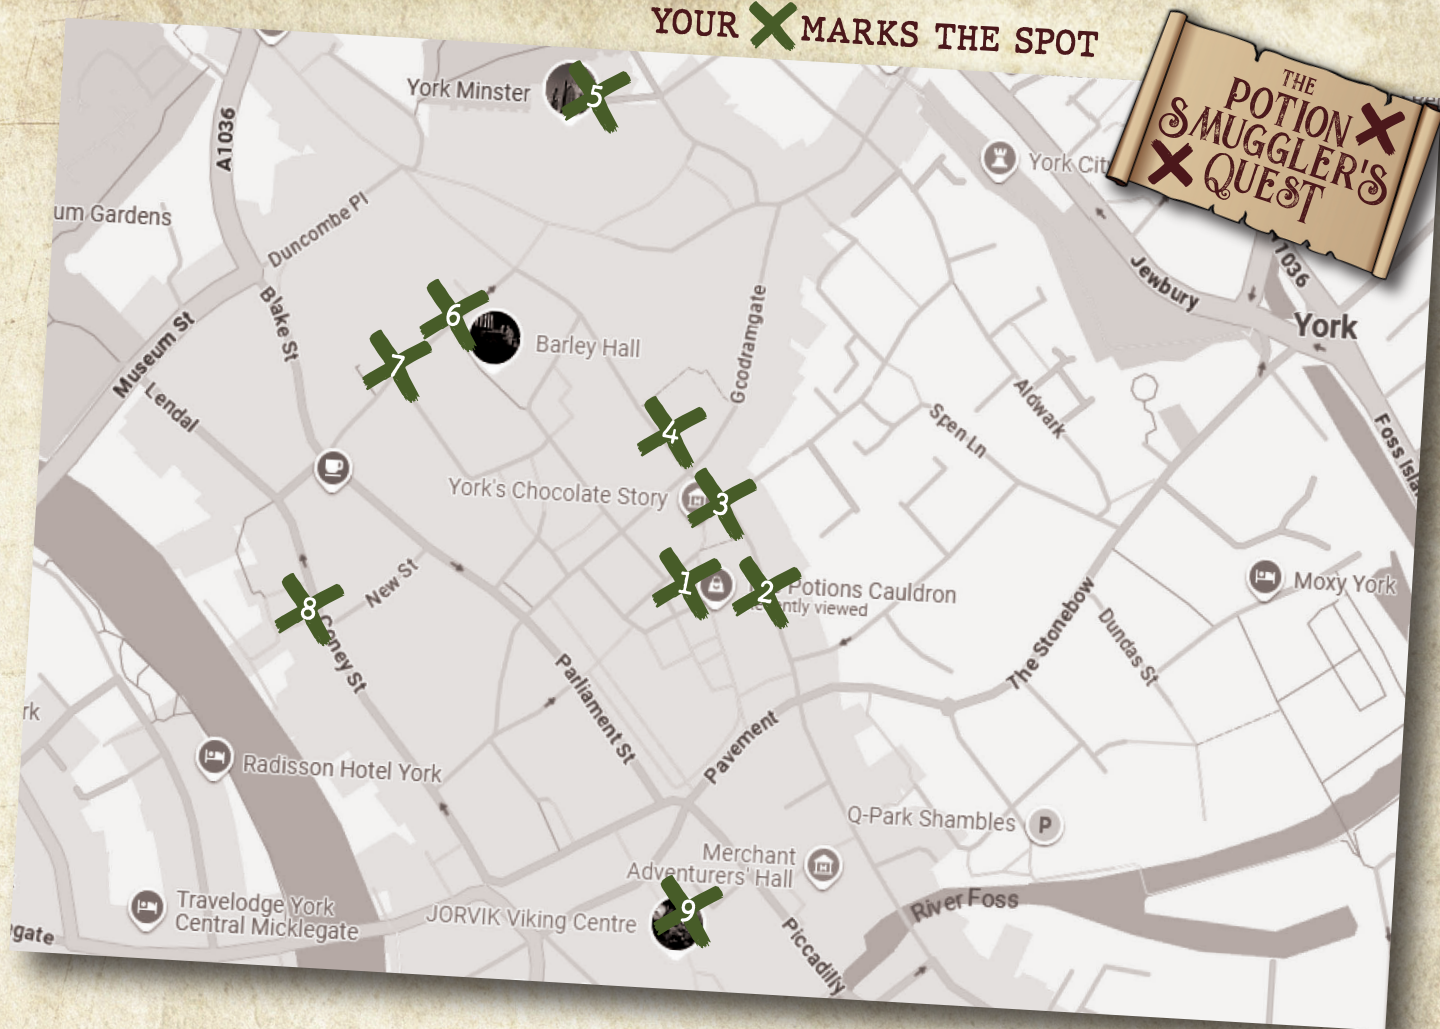 YOUR X MARKS THE SPOT
THE
POTION
SMUGGLER'S
QUEST
York Minster
5
A1036
York City
um Gardens
Duncombe Pl
Jewbury
1036
York
Blake St
6
Barley Hall
Goodramgate
Museum St
7
Lendal
4
Aldwark
Spen Ln
Foss Isla
York's Chocolate Story
3
New St
1
2
Potions Cauldron
ntly viewed
Moxy York
8
Coney St
The Stonebow
Dundas St
Parliament St
rk
Pavement
Radisson Hotel York
Q-Park Shambles
P
Merchant
Adventurers' Hall
Travelodge York
Central Micklegate
JORVIK Viking Centre
9
River Foss
Piccadilly
gate